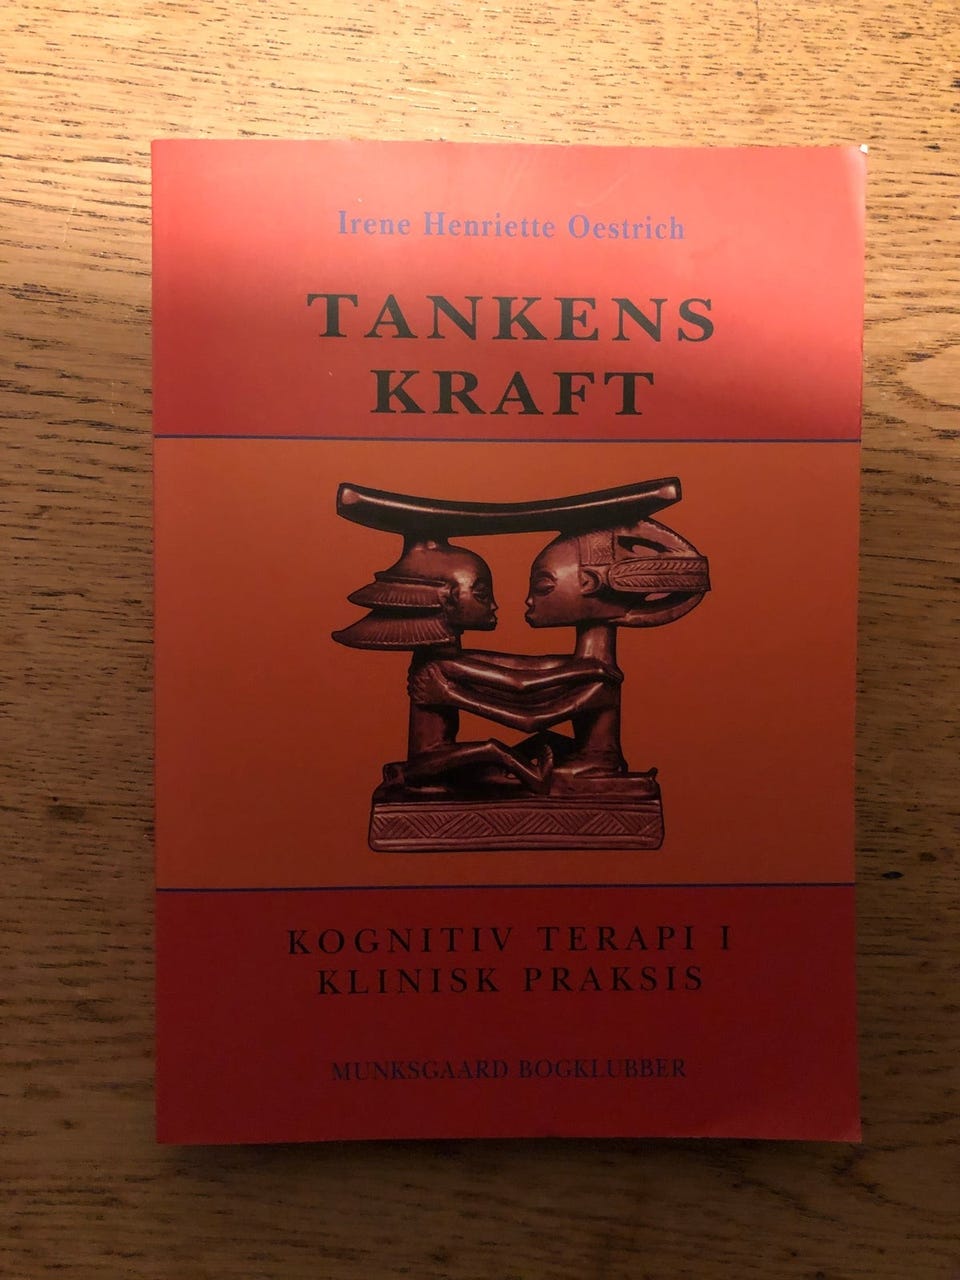 Irene Henriette Oestrich
TANKENS
KRAFT
KOGNITIV TERAPI I
KLINISK PRAKSIS
MUNKSGAARD BOGKLUBBER